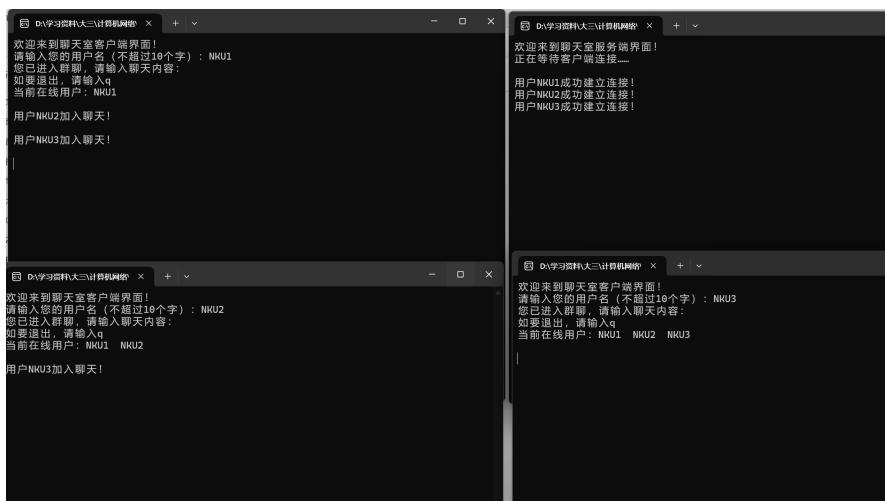 D:\学习资料\大三\计算机网络\
欢迎来到聊天室客户端界面！
请输入您的用户名（不超过10个字）：NKU1
您已进入群聊，请输入聊天内容：
如要退出，请输入q
当前在线用户：NKU1
用户NKU2加入聊天！
用户NKU3加入聊天！
D:\学习资料\大三\计算机网络\
欢迎来到聊天室服务端界面！
正在等待客户端连接……
用户NKU1成功建立连接！
用户NKU2成功建立连接！
用户NKU3成功建立连接！
D:\学习资料\大三\计算机网络\
欢迎来到聊天室客户端界面！
请输入您的用户名（不超过10个字）：NKU2
您已进入群聊，请输入聊天内容：
如要退出，请输入q
当前在线用户：NKU1 NKU2
用户NKU3加入聊天！
D:\学习资料\大三\计算机网络\
欢迎来到聊天室客户端界面！
请输入您的用户名（不超过10个字）：NKU3
您已进入群聊，请输入聊天内容：
如要退出，请输入q
当前在线用户：NKU1 NKU2 NKU3